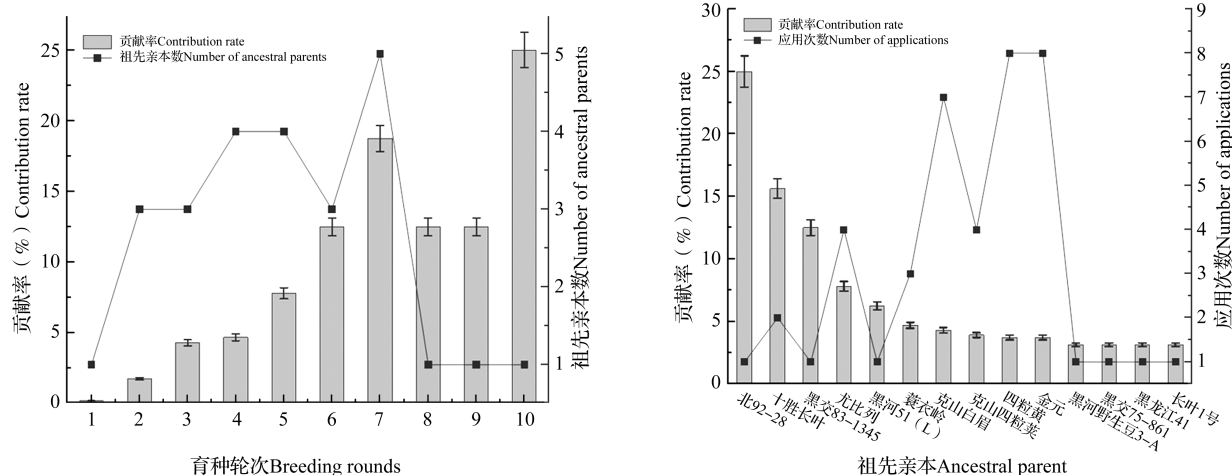 贡献率Contribution rate
祖先亲本数Number of ancestral parents
贡献率（%）Contribution rate
25
20
15
10
5
0
祖先亲本数Number of ancestral parents
5
4
3
2
1
1 2 3 4 5 6 7 8 9 10
育种轮次Breeding rounds
贡献率Contribution rate
应用次数Number of applications
贡献率（%）Contribution rate
30
25
20
15
10
5
0
应用次数Number of applications
9
8
7
6
5
4
3
2
1
北92-28
十胜长叶
黑交83-1345
尤比列
黑河51（L）
蓑衣岭
克山白眉
克山四粒荚
四粒黄
金元
黑河野生豆3-A
黑交75-861
黑龙江41
长叶1号
祖先亲本Ancestral parent